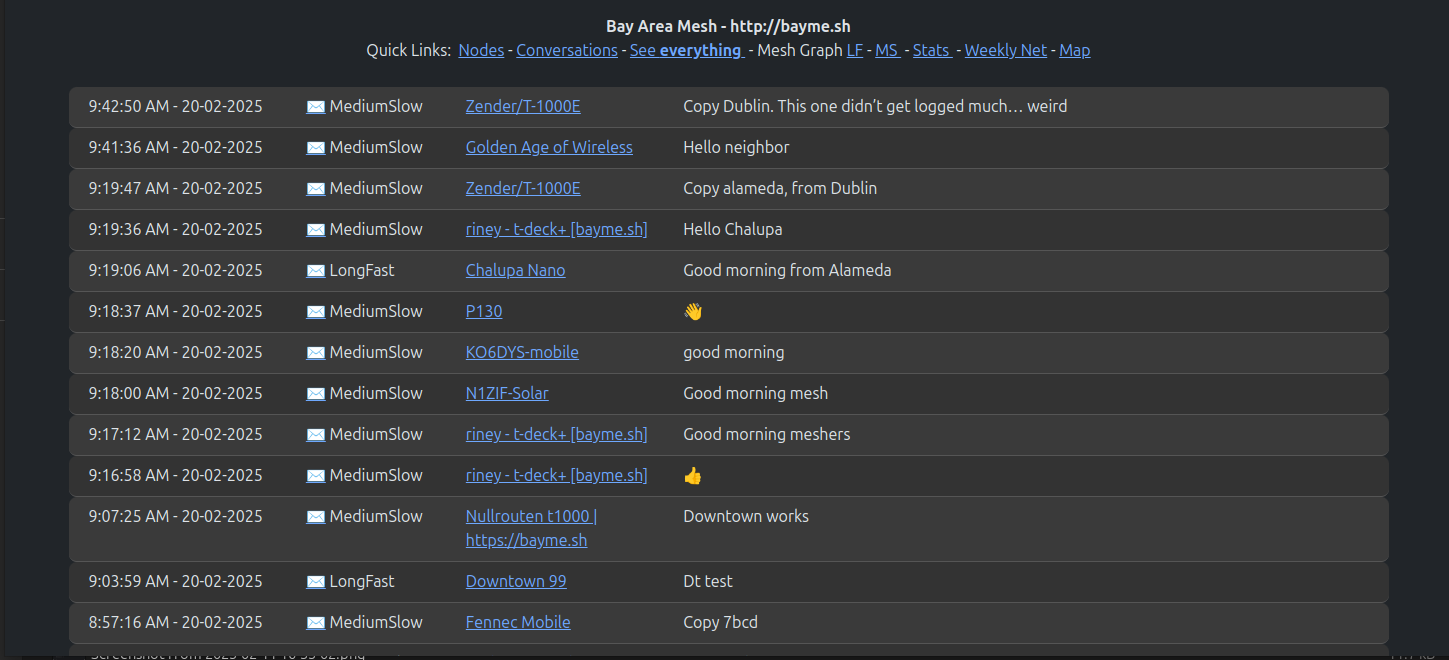 Bay Area Mesh - http://bayme.sh
Quick Links: Nodes - Conversations - See everything - Mesh Graph LF - MS - Stats - Weekly Net - Map
9:42:50 AM - 20-02-2025 ✉️ MediumSlow Zender/T-1000E Copy Dublin. This one didn’t get logged much… weird
9:41:36 AM - 20-02-2025 ✉️ MediumSlow Golden Age of Wireless Hello neighbor
9:19:47 AM - 20-02-2025 ✉️ MediumSlow Zender/T-1000E Copy alameda, from Dublin
9:19:36 AM - 20-02-2025 ✉️ MediumSlow riney - t-deck+ [bayme.sh] Hello Chalupa
9:19:06 AM - 20-02-2025 ✉️ LongFast Chalupa Nano Good morning from Alameda
9:18:37 AM - 20-02-2025 ✉️ MediumSlow P130 👋
9:18:20 AM - 20-02-2025 ✉️ MediumSlow KO6DYS-mobile good morning
9:18:00 AM - 20-02-2025 ✉️ MediumSlow N1ZIF-Solar Good morning mesh
9:17:12 AM - 20-02-2025 ✉️ MediumSlow riney - t-deck+ [bayme.sh] Good morning meshers
9:16:58 AM - 20-02-2025 ✉️ MediumSlow riney - t-deck+ [bayme.sh] 👍
9:07:25 AM - 20-02-2025 ✉️ MediumSlow Nullrouten t1000 | Downtown works
https://bayme.sh
9:03:59 AM - 20-02-2025 ✉️ LongFast Downtown 99 Dt test
8:57:16 AM - 20-02-2025 ✉️ MediumSlow Fennec Mobile Copy 7bcd